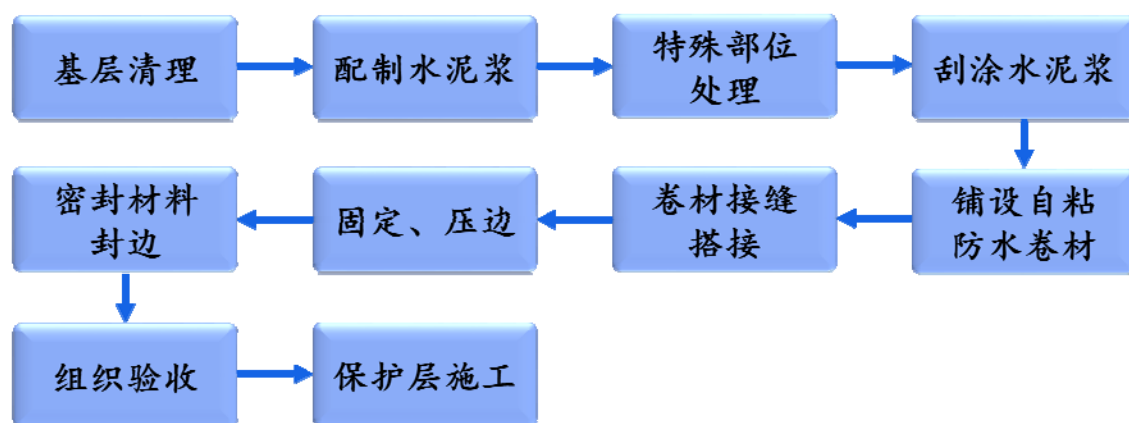 基层清理
配制水泥浆
特殊部位
处理
刮涂水泥浆
铺设自粘
防水卷材
卷材接缝
搭接
固定、压边
密封材料
封边
组织验收
保护层施工